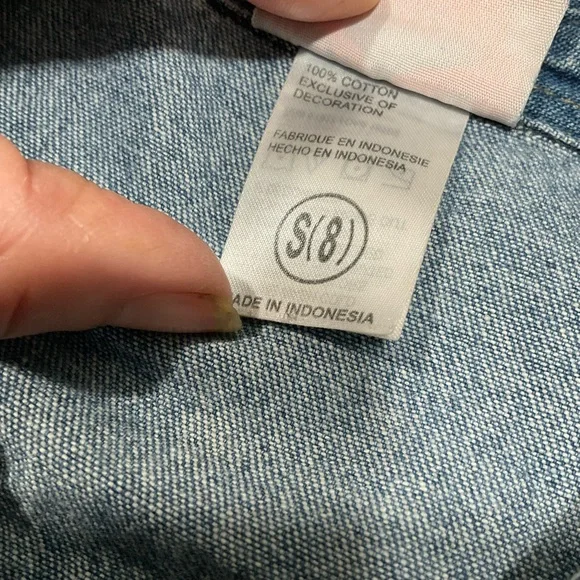 100% COTTON
EXCLUSIVE OF
DECORATION
FABRIQUE EN INDONESIE
HECHO EN INDONESIA
S(8)
ADE IN INDONESIA